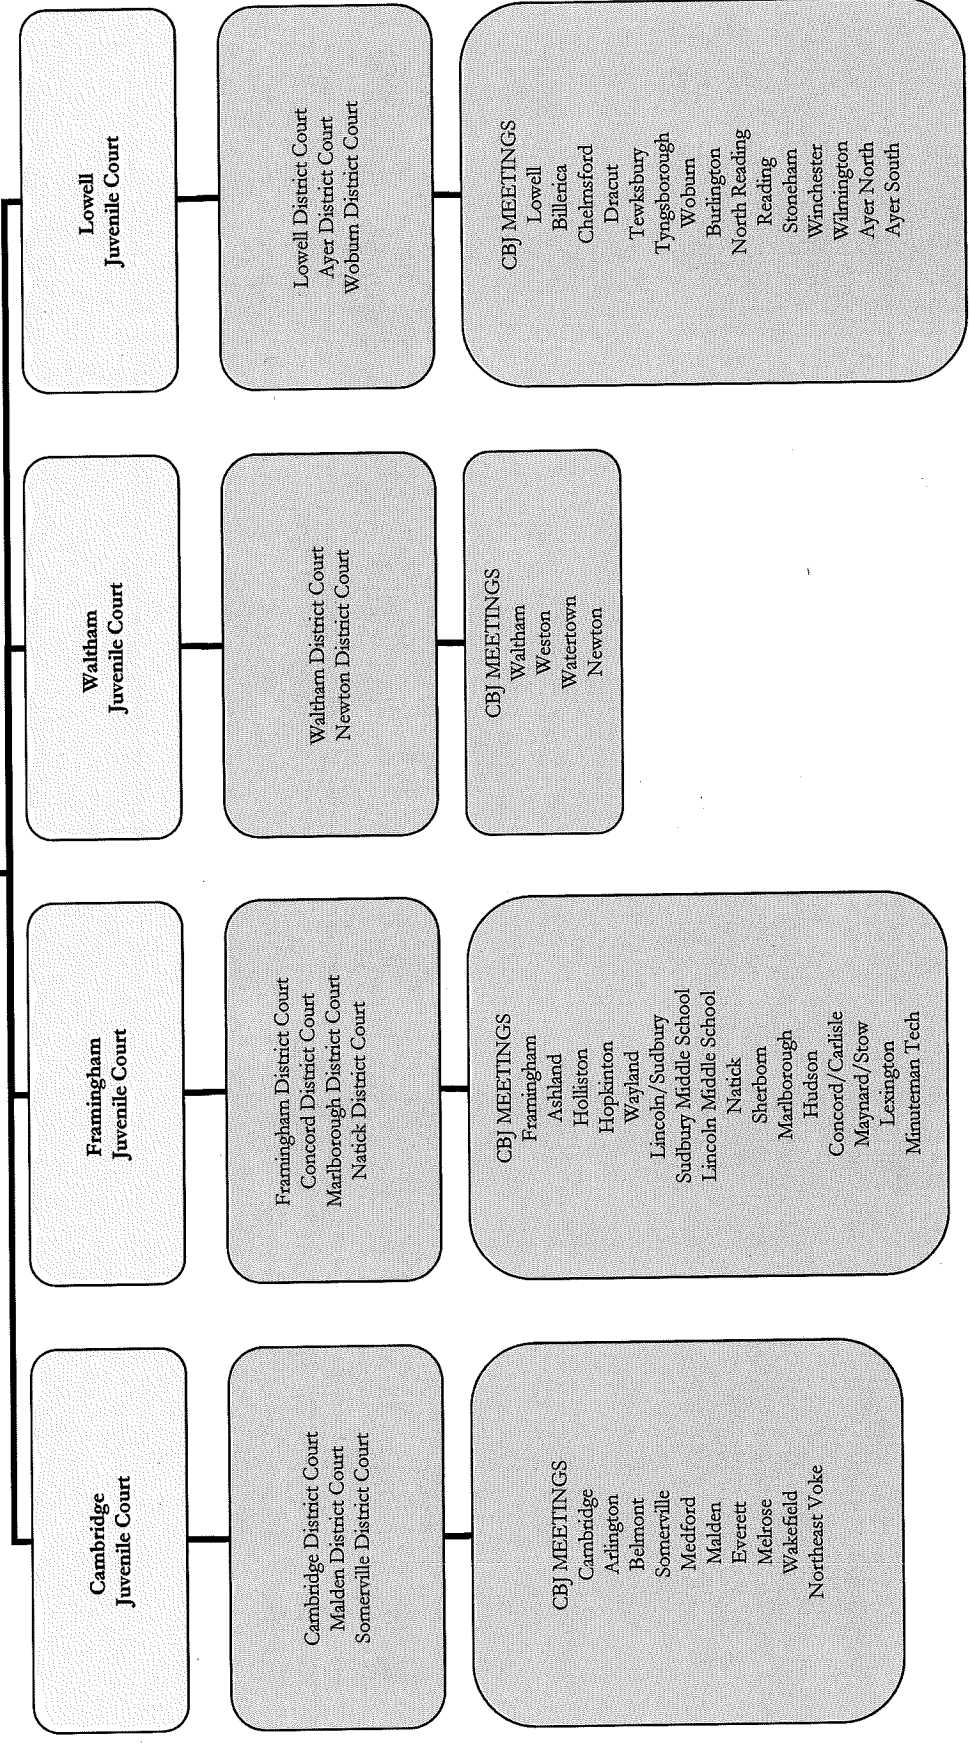 Cambridge
Juvenile Court
Cambridge District Court
Malden District Court
Somerville District Court
CBJ MEETINGS
Cambridge
Arlington
Belmont
Somerville
Medford
Malden
Everett
Melrose
Wakefield
Northeast Voke
Framingham
Juvenile Court
Framingham District Court
Concord District Court
Marlborough District Court
Natick District Court
CBJ MEETINGS
Framingham
Ashland
Holliston
Hopkinton
Wayland
Lincoln/Sudbury
Sudbury Middle School
Lincoln Middle School
Natick
Sherborn
Marlborough
Hudson
Concord/Carlisle
Maynard/Stow
Lexington
Minuteman Tech
Waltham
Juvenile Court
Waltham District Court
Newton District Court
CBJ MEETINGS
Waltham
Weston
Watertown
Newton
Lowell
Juvenile Court
Lowell District Court
Ayer District Court
Woburn District Court
CBJ MEETINGS
Lowell
Billerica
Chelmsford
Dracut
Tewksbury
Tyngsborough
Woburn
Burlington
North Reading
Reading
Stoneham
Winchester
Wilmington
Ayer North
Ayer South